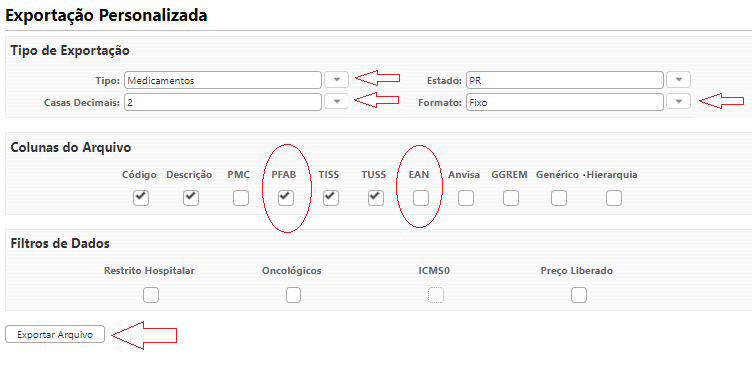 Exportação Personalizada
Tipo de Exportação
Tipo: Medicamentos Estado: PR
Casas Decimais: 2 Formato: Fixo
Colunas do Arquivo
Código Descrição PMC PFAB TISS TUSS EAN Anvisa GGREM Genérico ·Hierarquia
Filtros de Dados
Restrito Hospitalar Oncológicos ICMS0 Preço Liberado
Exportar Arquivo